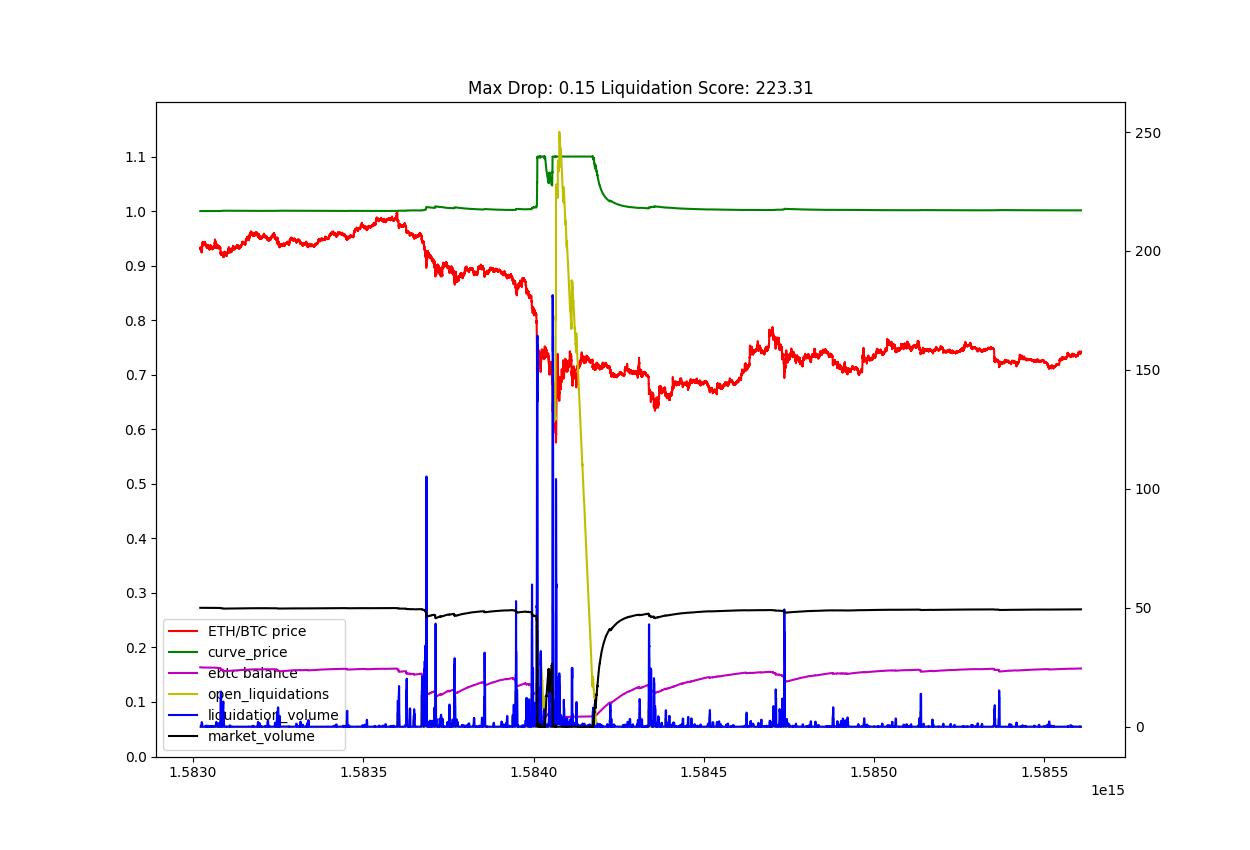 Max Drop: 0.15 Liquidation Score: 223.31
1.1
1.0
0.9
0.8
0.7
0.6
0.5
0.4
0.3
0.2
0.1
0.0
250
200
150
100
50
0
ETH/BTC price
curve_price
ebtc balance
open_liquidations
liquidation_volume
market_volume
1.5830 1.5835 1.5840 1.5845 1.5850 1.5855
1e15